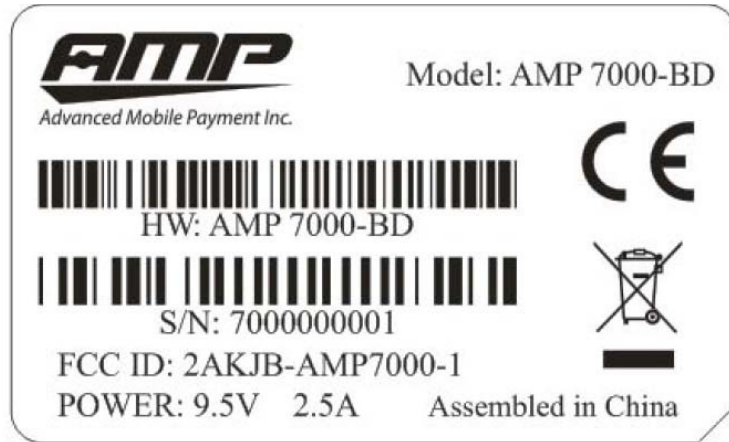 AMP
Advanced Mobile Payment Inc.
Model: AMP 7000-BD
CE
HW: AMP 7000-BD
S/N: 7000000001
FCC ID: 2AKJB-AMP7000-1
POWER: 9.5V 2.5A
Assembled in China